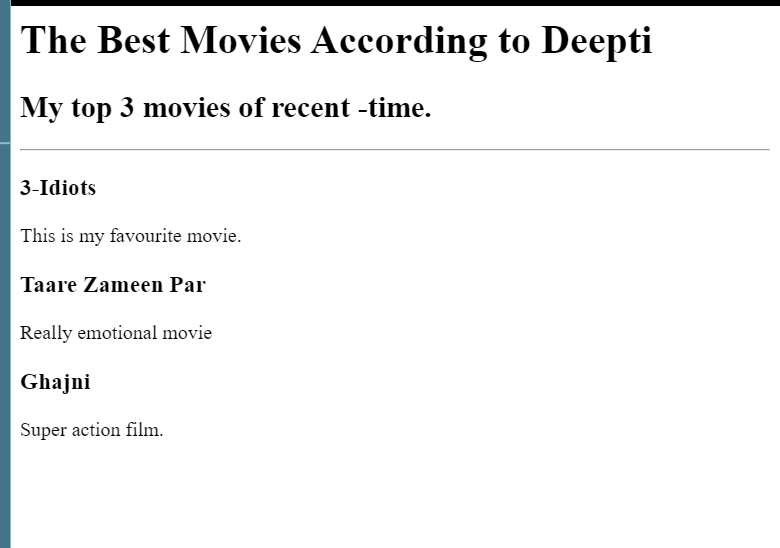 The Best Movies According to Deepti
My top 3 movies of recent -time.
3-Idiots
This is my favourite movie.
Taare Zameen Par
Really emotional movie
Ghajni
Super action film.